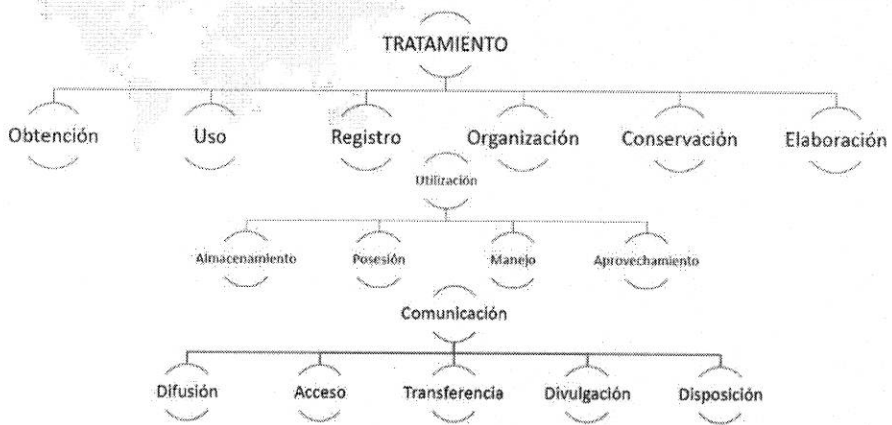 TRATAMIENTO
Obtención Uso Registro Organización Conservación Elaboración
Utilización
Almacenamiento Posesión Manejo Aprovechamiento
Comunicación
Difusión Acceso Transferencia Divulgación Disposición